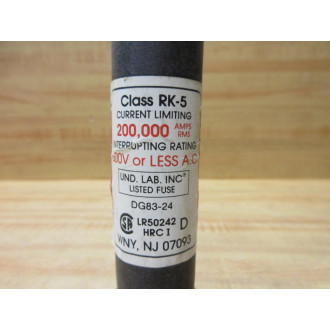 Class RK-5
CURRENT LIMITING
200,000 AMPS RMS
INTERRUPTING RATING
600V or LESS A.C.
UND. LAB. INC®
LISTED FUSE
DG83-24
LR50242 D
HRC I
WNY, NJ 07093